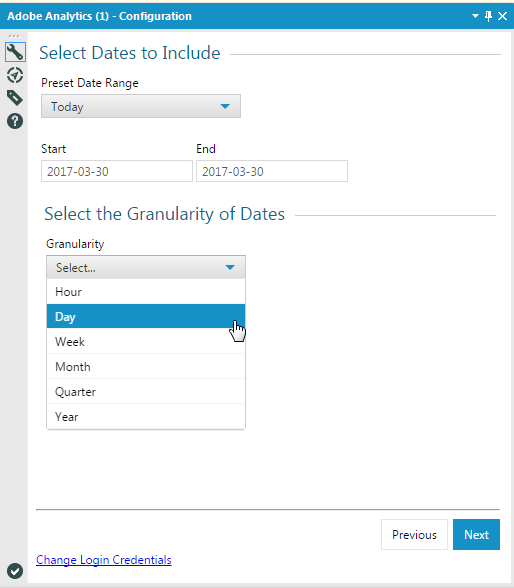 Adobe Analytics (1) - Configuration
Select Dates to Include
Preset Date Range
Today
Start End
2017-03-30 2017-03-30
Select the Granularity of Dates
Granularity
Select...
Hour
Day
Week
Month
Quarter
Year
Previous Next
Change Login Credentials